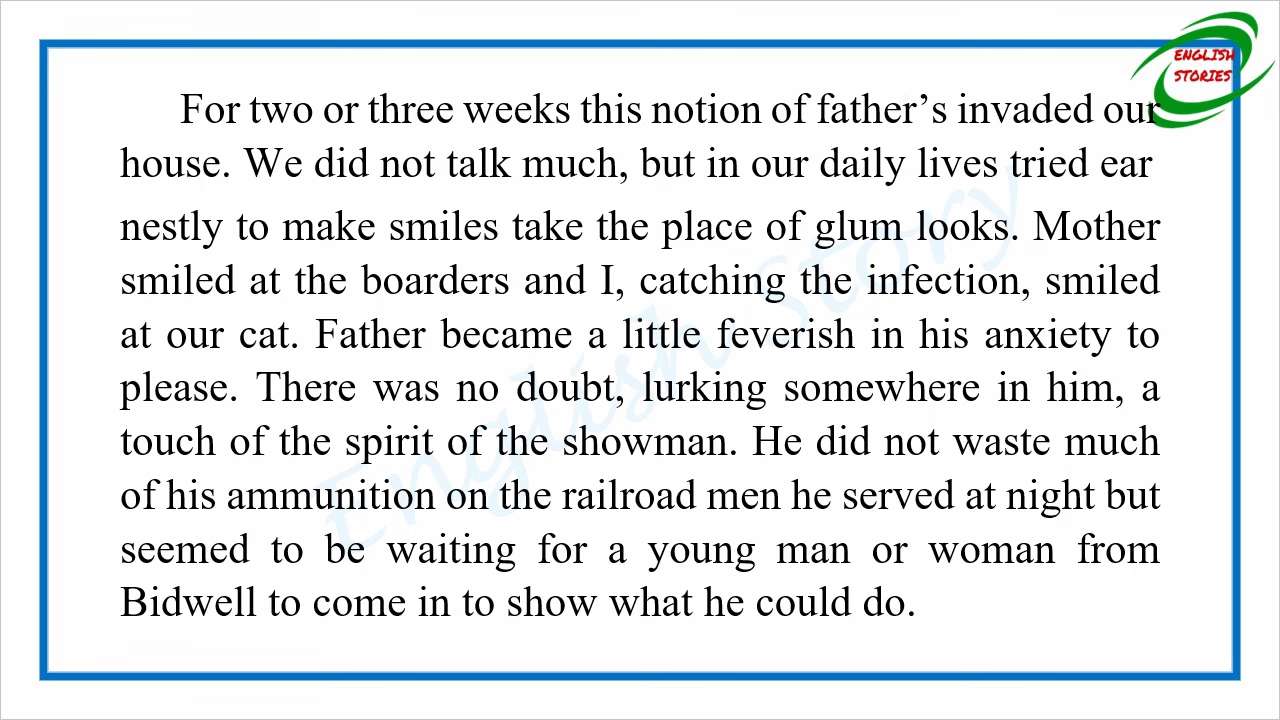 ENGLISH
STORIES
For two or three weeks this notion of father’s invaded our
house. We did not talk much, but in our daily lives tried ear
nestly to make smiles take the place of glum looks. Mother
smiled at the boarders and I, catching the infection, smiled
at our cat. Father became a little feverish in his anxiety to
please. There was no doubt, lurking somewhere in him, a
touch of the spirit of the showman. He did not waste much
of his ammunition on the railroad men he served at night but
seemed to be waiting for a young man or woman from
Bidwell to come in to show what he could do.
English Story